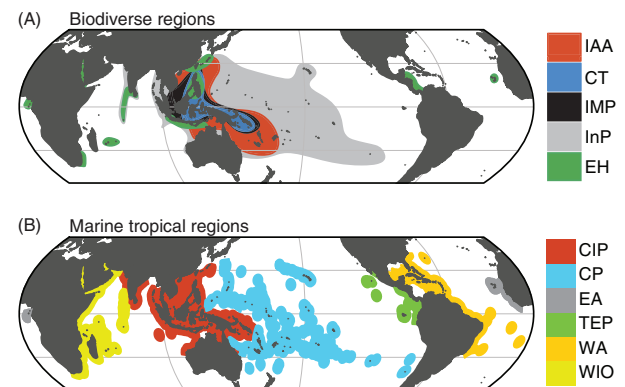 (A) Biodiverse regions
IAA
CT
IMP
InP
EH
(B) Marine tropical regions
CIP
CP
EA
TEP
WA
WIO